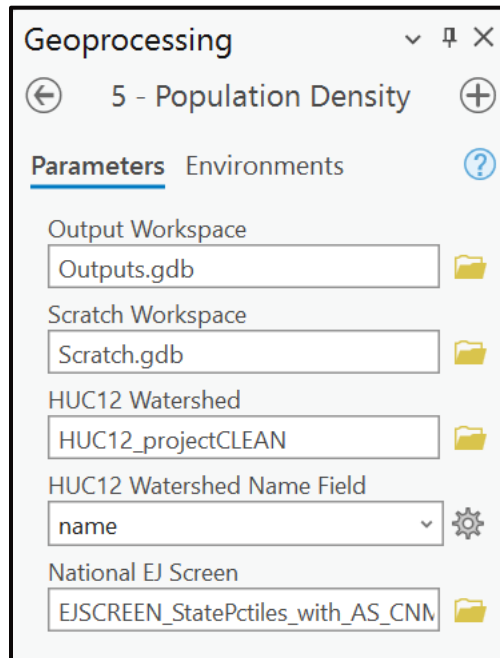 Geoprocessing
5 - Population Density
Parameters Environments
Output Workspace
Outputs.gdb
Scratch Workspace
Scratch.gdb
HUC12 Watershed
HUC12_projectCLEAN
HUC12 Watershed Name Field
name
National EJ Screen
EJSCREEN_StatePctiles_with_AS_CNM